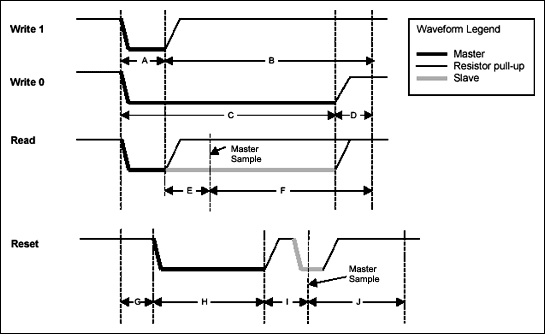 Write 1
A
B
Waveform Legend
Master
Resistor pull-up
Slave
Write 0
C
D
Read
Master
Sample
E
F
Reset
Master
Sample
G
H
I
J